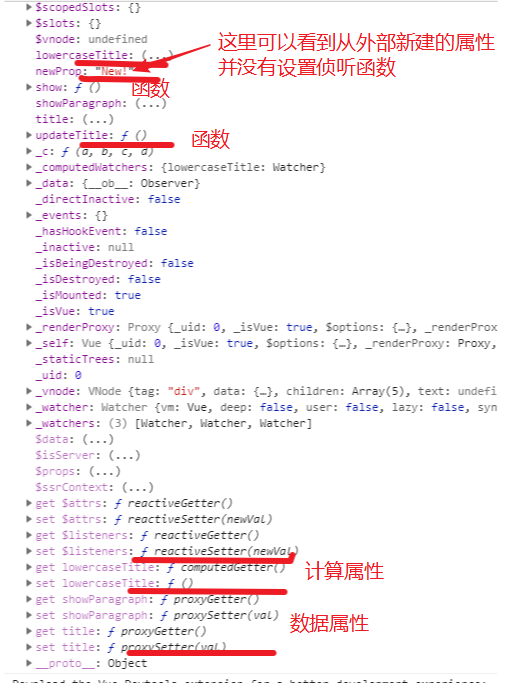 $scopedSlots: {}
$slots: {}
$vnode: undefined
lowercaseTitle: (...)
newProp: "New!"
这里可以看到从外部新建的属性
并没有设置侦听函数
show: ƒ ()
函数
showParagraph: (...)
title: (...)
updateTitle: ƒ ()
函数
_c: ƒ (a, b, c, d)
_computedWatchers: {lowercaseTitle: Watcher}
_data: {__ob__: Observer}
_directInactive: false
_events: {}
_hasHookEvent: false
_inactive: null
_isBeingDestroyed: false
_isDestroyed: false
_isMounted: true
_isVue: true
_renderProxy: Proxy {_uid: 0, _isVue: true, $options: {…}, _renderProx
_self: Vue {_uid: 0, _isVue: true, $options: {…}, _renderProxy: Proxy,
_staticTrees: null
_uid: 0
_vnode: VNode {tag: "div", data: {…}, children: Array(5), text: undefi
_watcher: Watcher {vm: Vue, deep: false, user: false, lazy: false, syn
_watchers: (3) [Watcher, Watcher, Watcher]
$data: (...)
$isServer: (...)
$props: (...)
$ssrContext: (...)
get $attrs: ƒ reactiveGetter()
set $attrs: ƒ reactiveSetter(newVal)
get $listeners: ƒ reactiveGetter()
set $listeners: ƒ reactiveSetter(newVal)
get lowercaseTitle: ƒ computedGetter()
计算属性
set lowercaseTitle: ƒ ()
get showParagraph: ƒ proxyGetter()
set showParagraph: ƒ proxySetter(val)
数据属性
get title: ƒ proxyGetter()
set title: ƒ proxySetter(val)
__proto__: Object